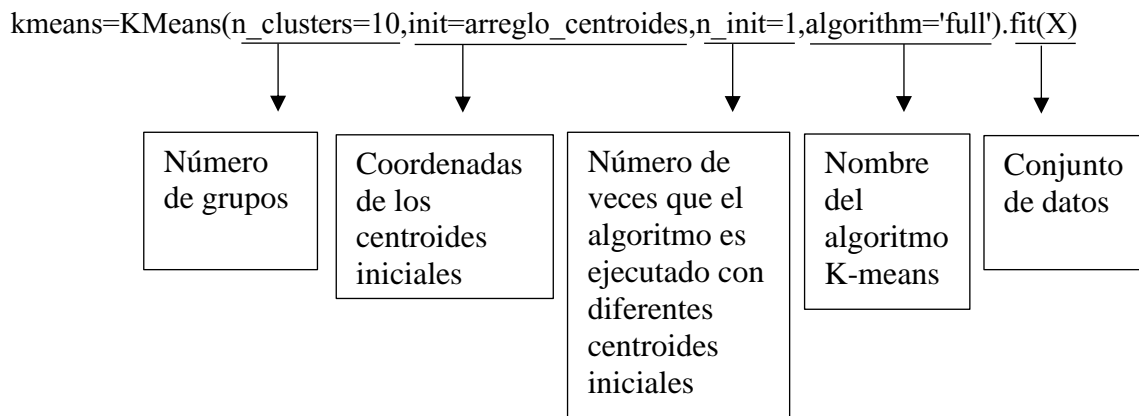 kmeans=KMeans(n_clusters=10,init=arreglo_centroides,n_init=1,algorithm='full').fit(X)
Número
de grupos
Coordenadas
de los
centroides
iniciales
Número de
veces que el
algoritmo es
ejecutado con
diferentes
centroides
iniciales
Nombre
del
algoritmo
K-means
Conjunto
de datos